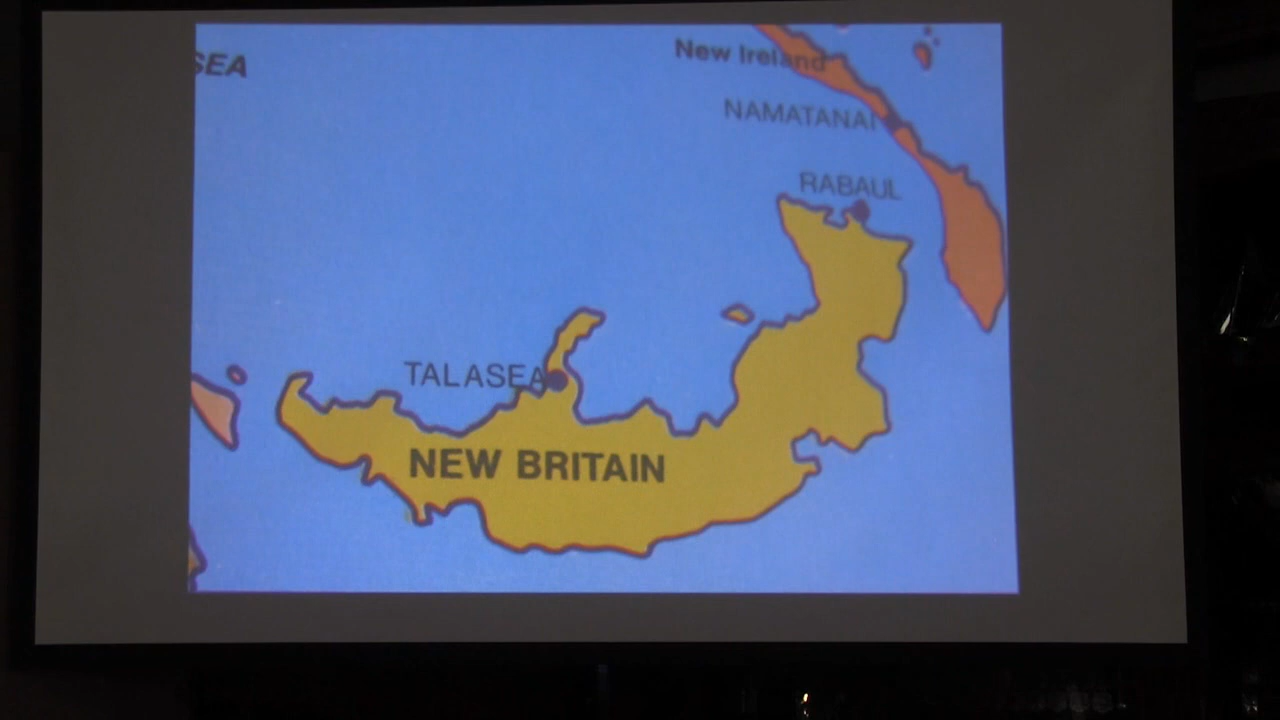 SEA
New Ireland
NAMATANAI
RABAUL
TALASEA
NEW BRITAIN